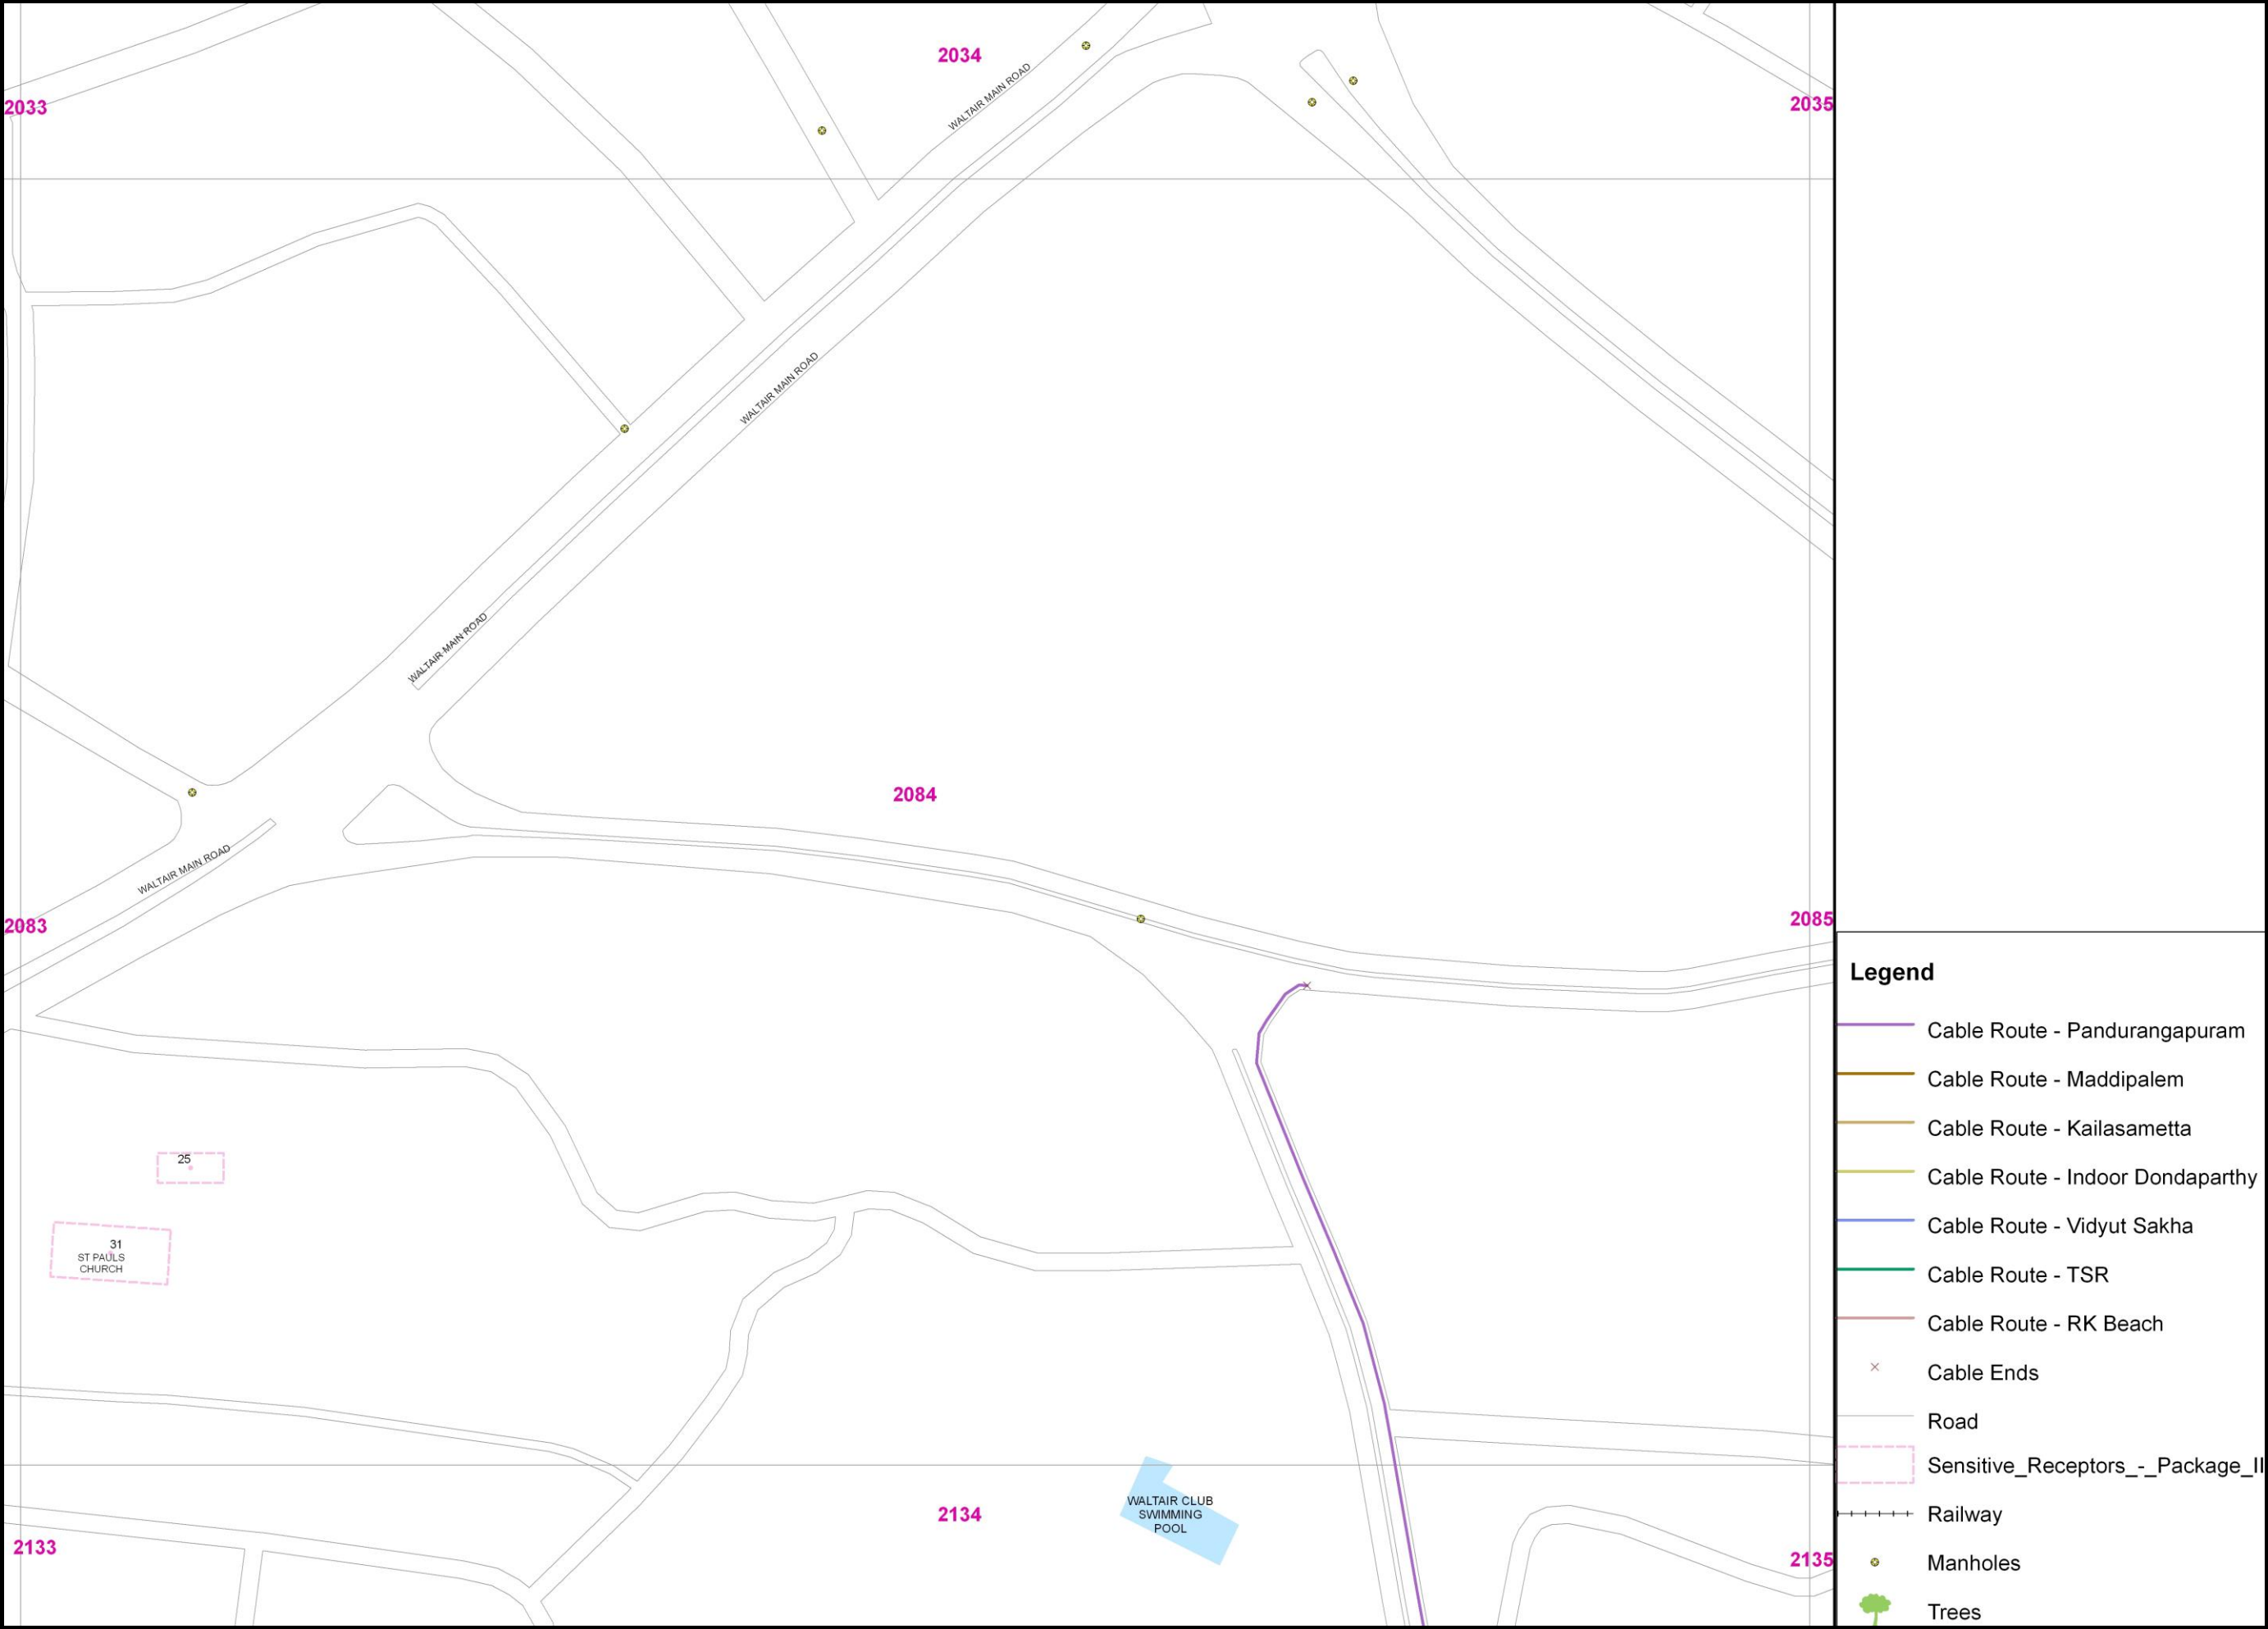 2034
2033
2035
WALTAIR MAIN ROAD
WALTAIR MAIN ROAD
WALTAIR MAIN ROAD
2084
WALTAIR MAIN ROAD
2083
2085
25
31
ST PAULS
CHURCH
WALTAIR CLUB
SWIMMING
POOL
2134
2133
2135
Legend
Cable Route - Pandurangapuram
Cable Route - Maddipalem
Cable Route - Kailasametta
Cable Route - Indoor Dondaparthy
Cable Route - Vidyut Sakha
Cable Route - TSR
Cable Route - RK Beach
Cable Ends
Road
Sensitive_Receptors_-_Package_II
Railway
Manholes
Trees